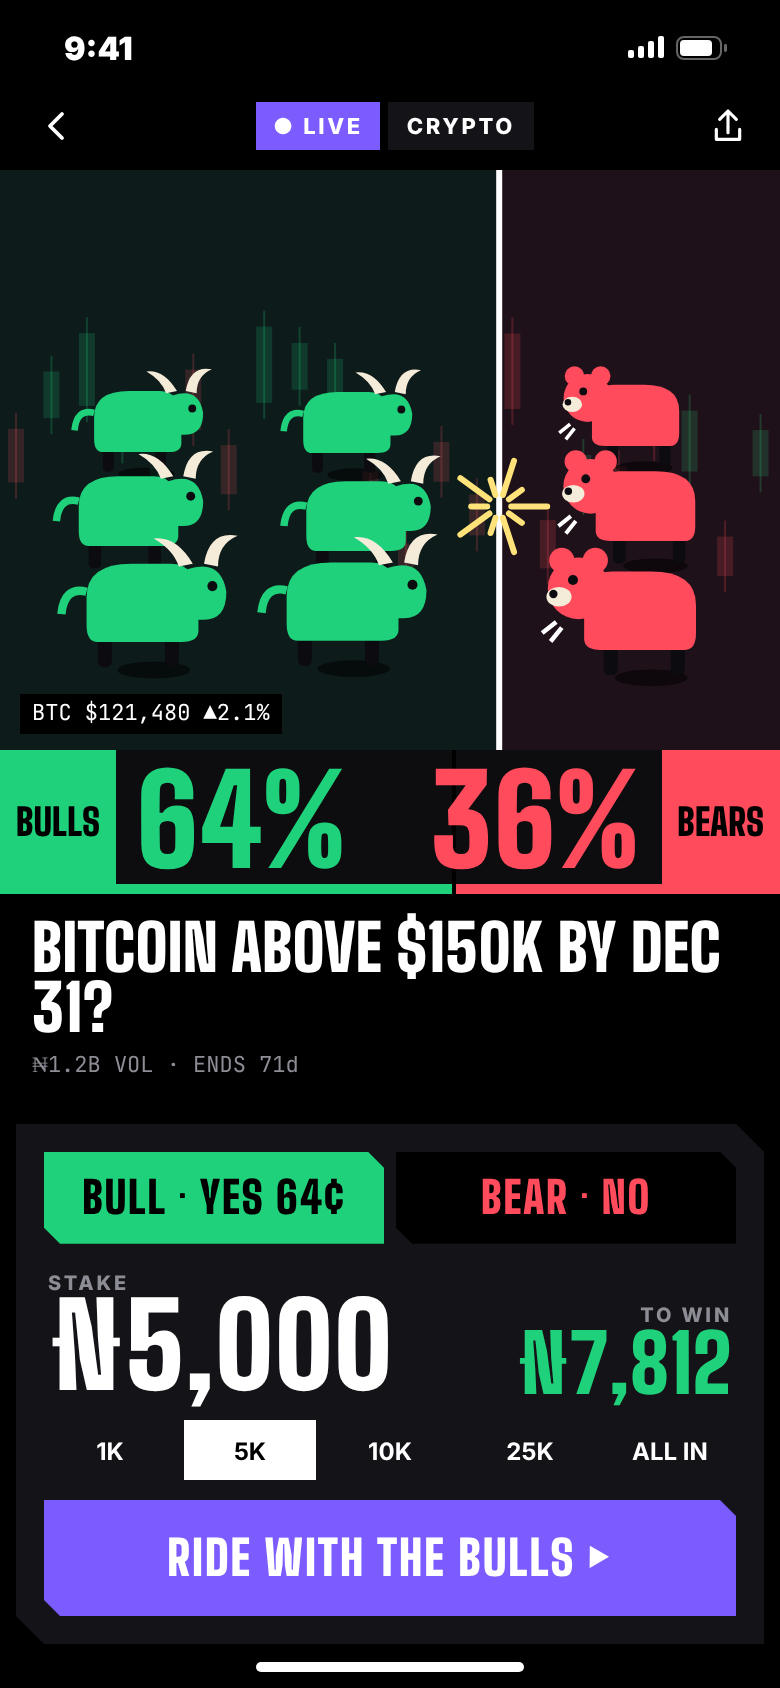 9:41
LIVE CRYPTO
BTC $121,480 ▲2.1%
BULLS 64% 36% BEARS
BITCOIN ABOVE $150K BY DEC
31?
₦1.2B VOL · ENDS 71d
BULL · YES 64¢ BEAR · NO
STAKE
₦5,000
TO WIN
₦7,812
1K 5K 10K 25K ALL IN
RIDE WITH THE BULLS ▶